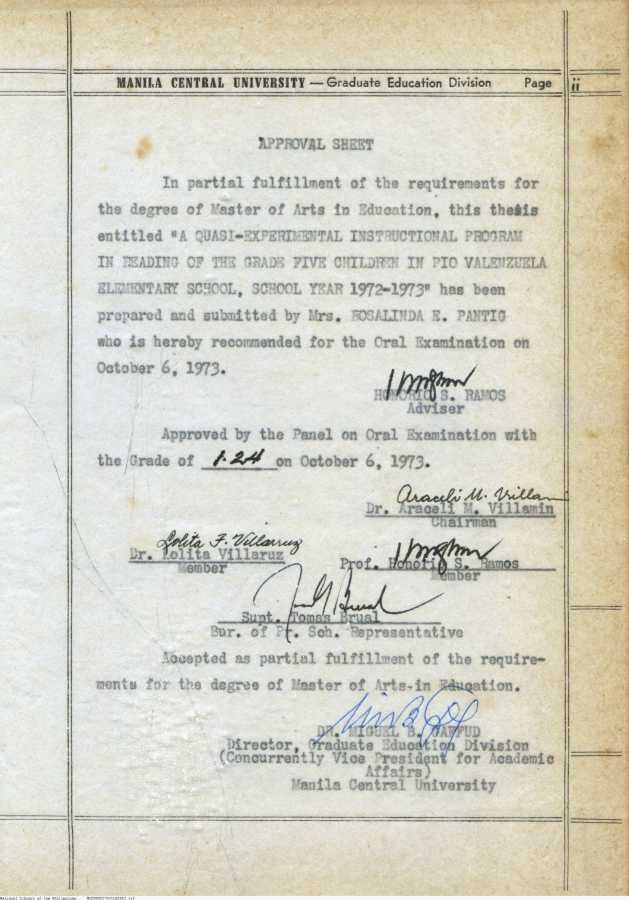 MANILA CENTRAL UNIVERSITY — Graduate Education Division Page ii
APPROVAL SHEET
In partial fulfillment of the requirements for
the degree of Master of Arts in Education, this thesis
entitled "A QUASI-EXPERIMENTAL INSTRUCTIONAL PROGRAM
IN READING OF THE GRADE FIVE CHILDREN IN PIO VALENZUELA
ELEMENTARY SCHOOL, SCHOOL YEAR 1972-1973" has been
prepared and submitted by Mrs. ROSALINDA E. PANTIG
who is hereby recommended for the Oral Examination on
October 6, 1973.
HONORIO S. RAMOS
Adviser
Approved by the Panel on Oral Examination with
the Grade of 1.24 on October 6, 1973.
Araceli M. Villamin
Dr. Araceli M. Villamin
Chairman
Lolita F. Villaruz
Dr. Lolita Villaruz
Member
Prof. Honorio S. Ramos
Member
Supt. Tomas Brual
Bur. of Pr. Sch. Representative
Accepted as partial fulfillment of the require-
ments for the degree of Master of Arts in Education.
DR. MIGUEL B. GAFFUD
Director, Graduate Education Division
(Concurrently Vice President for Academic
Affairs)
Manila Central University
National Library of the Philippines